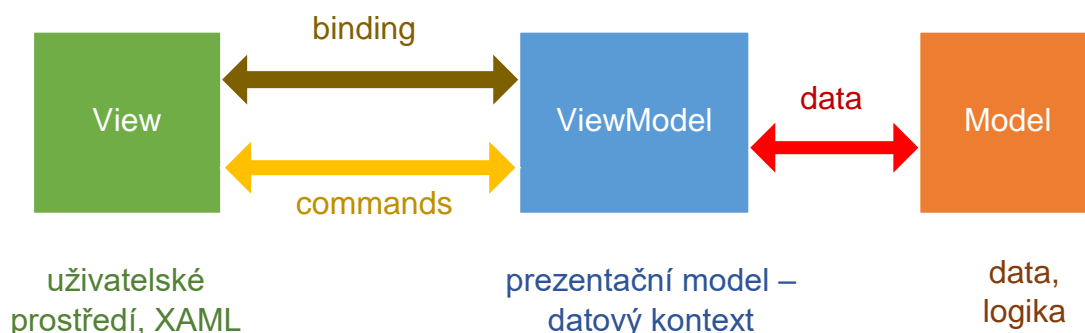 binding
View
ViewModel
data
Model
commands
uživatelské
prostředí, XAML
prezentační model –
datový kontext
data,
logika